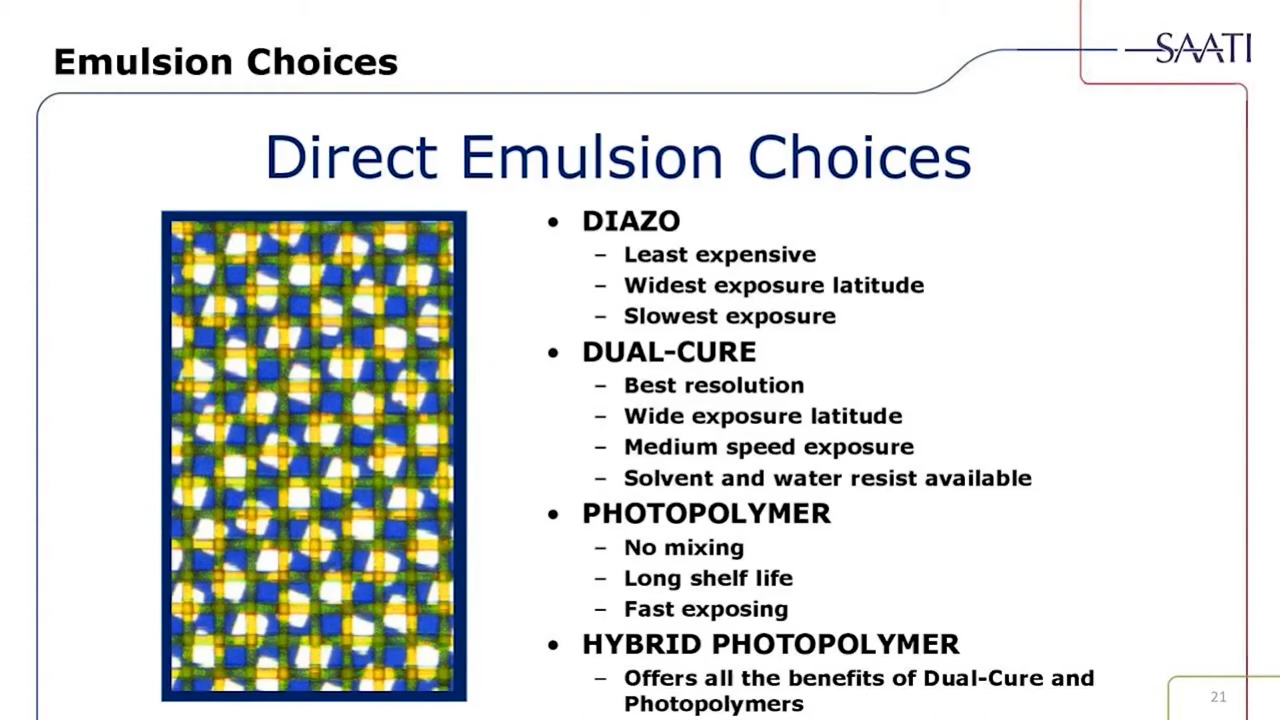 Emulsion Choices
SAATI
Direct Emulsion Choices
• DIAZO
– Least expensive
– Widest exposure latitude
– Slowest exposure
• DUAL-CURE
– Best resolution
– Wide exposure latitude
– Medium speed exposure
– Solvent and water resist available
• PHOTOPOLYMER
– No mixing
– Long shelf life
– Fast exposing
• HYBRID PHOTOPOLYMER
– Offers all the benefits of Dual-Cure and
Photopolymers
21